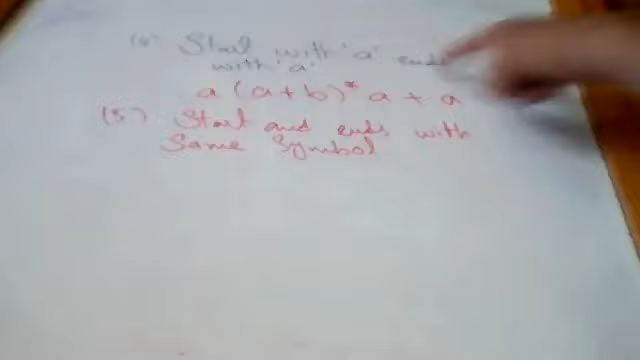 Start with 'a' ends
with 'a'
a (a + b)* a + a
(5) Start and ends with
Same Symbol